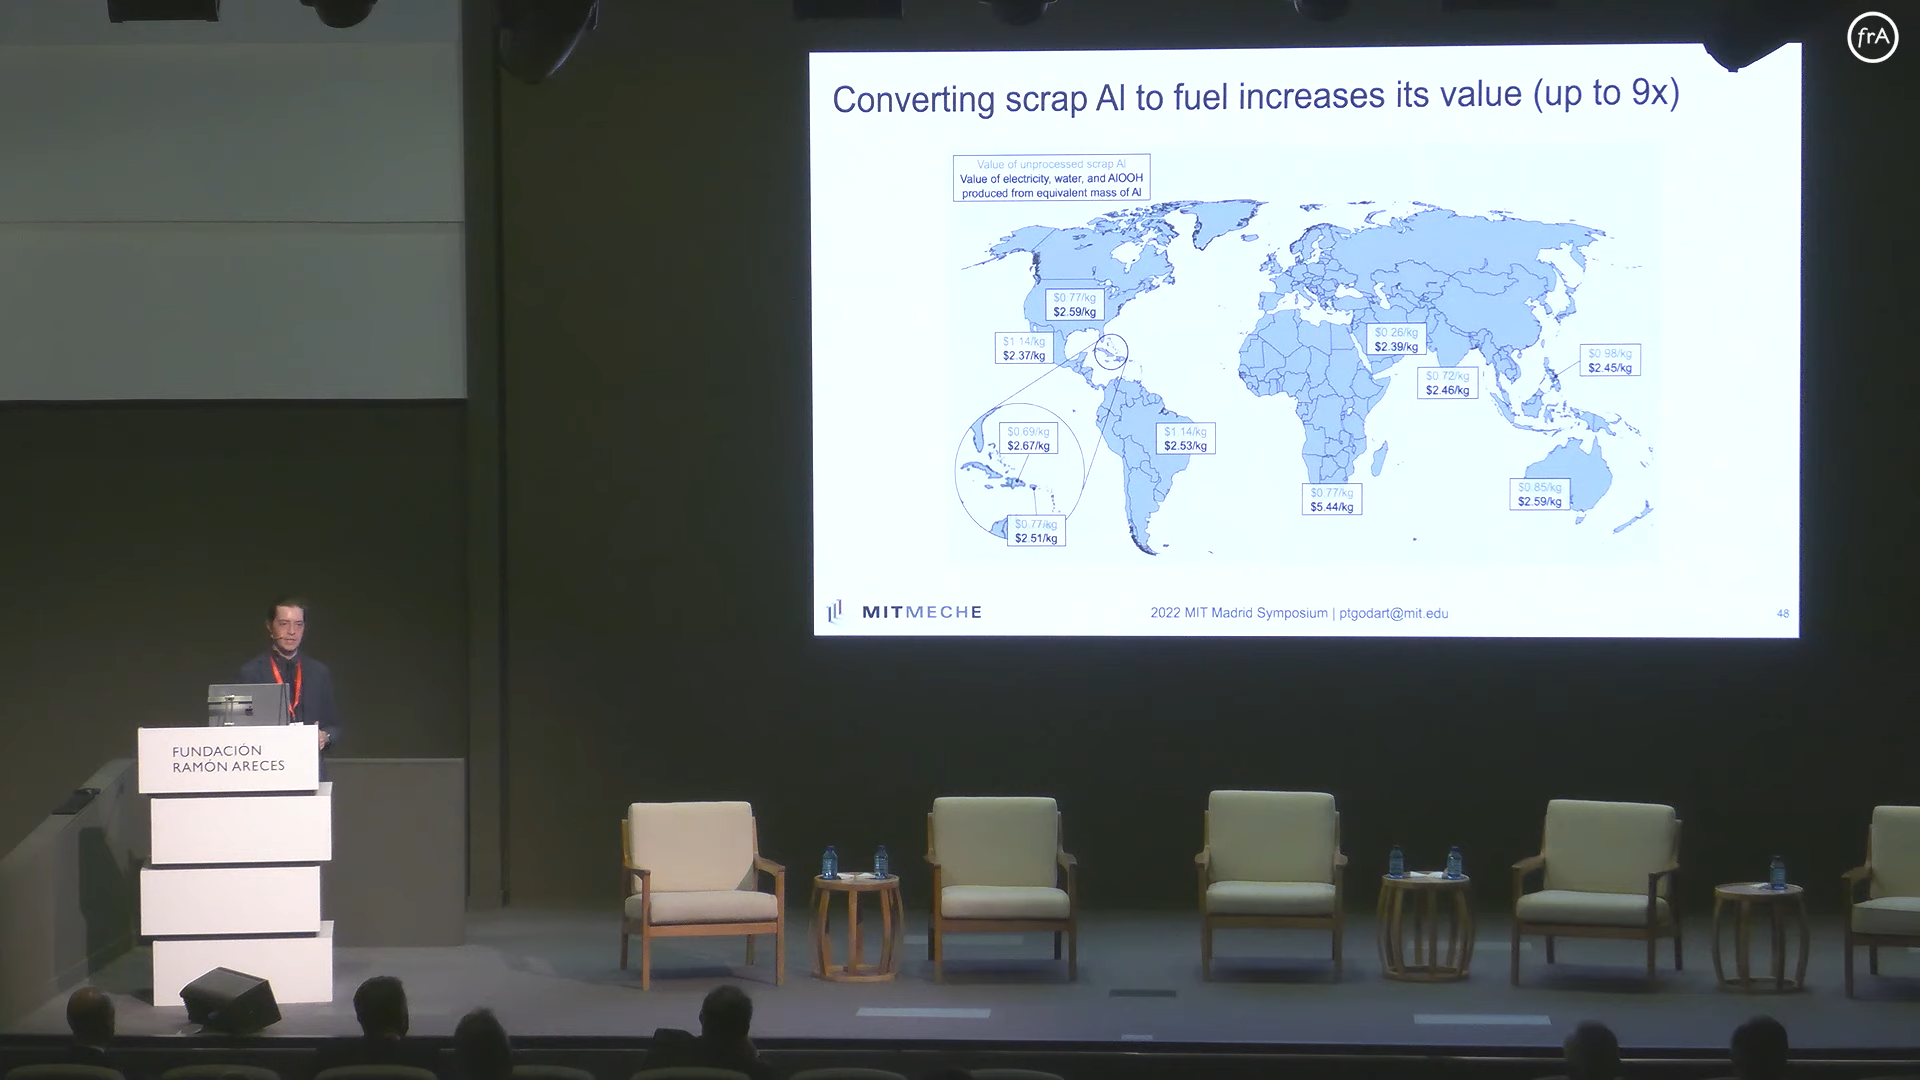 frA
Converting scrap Al to fuel increases its value (up to 9x)
Value of unprocessed scrap Al
Value of electricity, water, and AlOOH
produced from equivalent mass of Al
$0.77/kg
$2.59/kg
$1.14/kg
$2.37/kg
$0.26/kg
$2.39/kg
$0.98/kg
$2.45/kg
$0.72/kg
$2.46/kg
$0.69/kg
$2.67/kg
$1.14/kg
$2.53/kg
$0.77/kg
$5.44/kg
$0.85/kg
$2.59/kg
$0.77/kg
$2.51/kg
MITMECHE
2022 MIT Madrid Symposium | ptgodart@mit.edu
48
FUNDACIÓN
RAMÓN ARECES